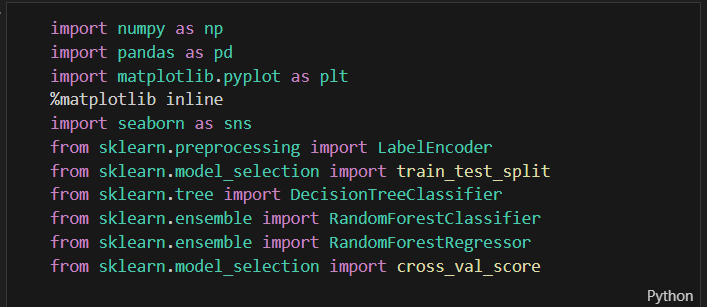 import numpy as np
import pandas as pd
import matplotlib.pyplot as plt
%matplotlib inline
import seaborn as sns
from sklearn.preprocessing import LabelEncoder
from sklearn.model_selection import train_test_split
from sklearn.tree import DecisionTreeClassifier
from sklearn.ensemble import RandomForestClassifier
from sklearn.ensemble import RandomForestRegressor
from sklearn.model_selection import cross_val_score
Python